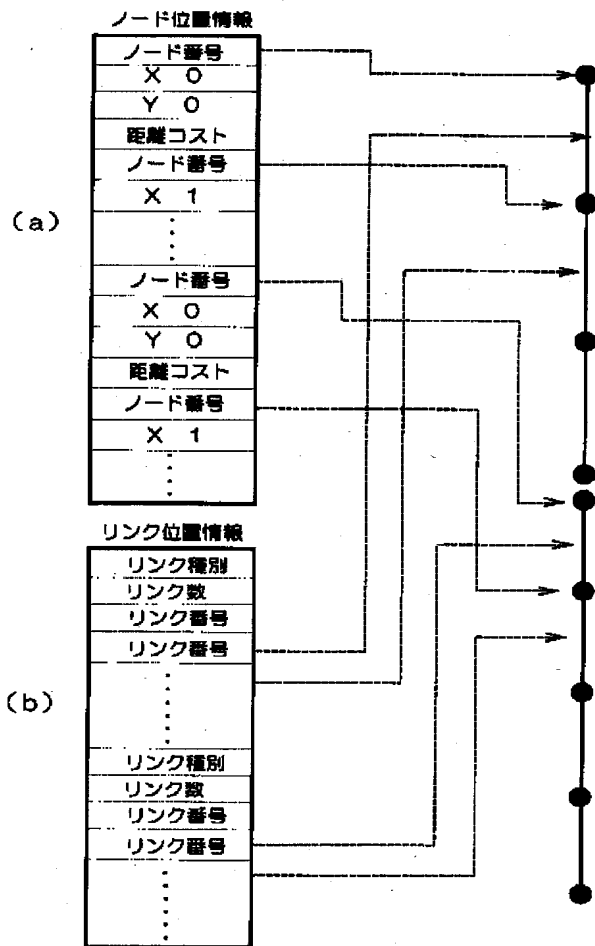 ノード位置情報
ノード番号
X 0
Y 0
距離コスト
ノード番号
X 1
(a)
ノード番号
X 0
Y 0
距離コスト
ノード番号
X 1
リンク位置情報
リンク種別
リンク数
リンク番号
リンク番号
(b)
リンク種別
リンク数
リンク番号
リンク番号